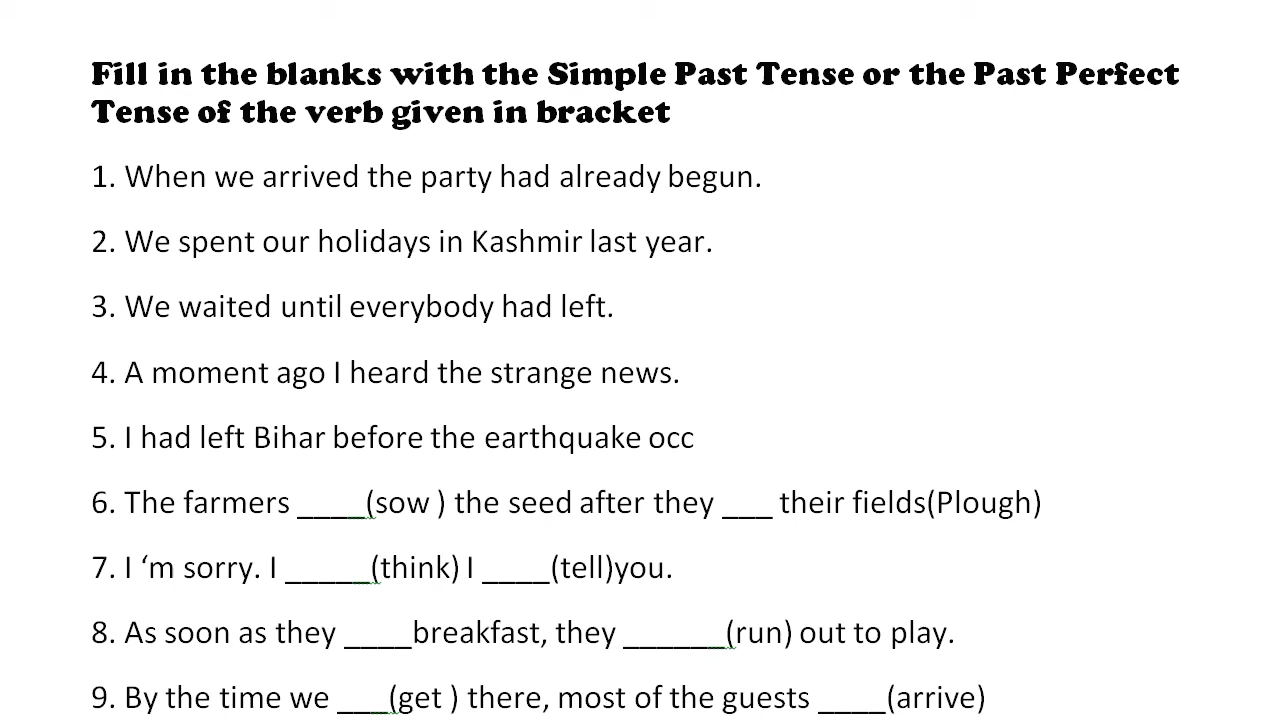 Fill in the blanks with the Simple Past Tense or the Past Perfect
Tense of the verb given in bracket
1. When we arrived the party had already begun.
2. We spent our holidays in Kashmir last year.
3. We waited until everybody had left.
4. A moment ago I heard the strange news.
5. I had left Bihar before the earthquake occ
6. The farmers ____(sow ) the seed after they ___ their fields(Plough)
7. I ‘m sorry. I _____(think) I ____(tell)you.
8. As soon as they ____breakfast, they ______(run) out to play.
9. By the time we ___(get ) there, most of the guests ____(arrive)